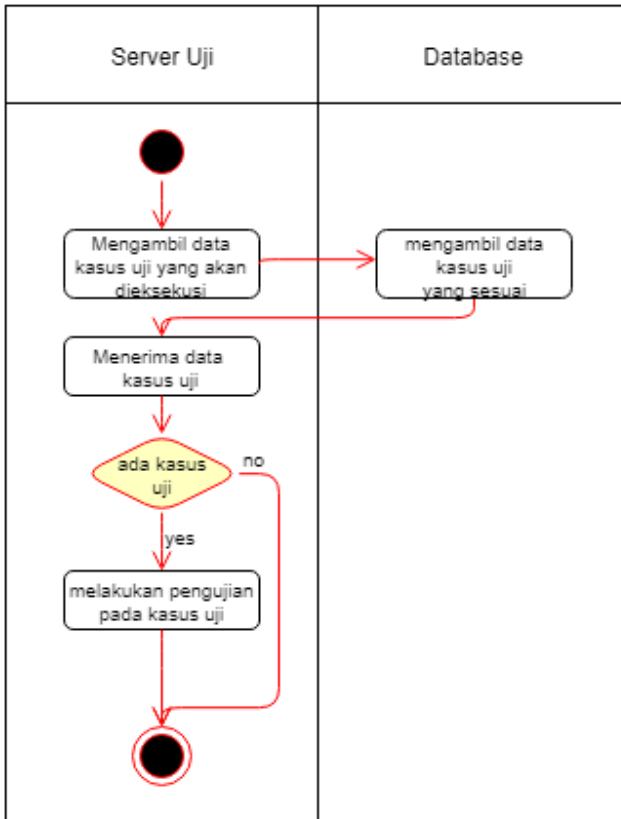 Server Uji
Database
Mengambil data
kasus uji yang akan
dieksekusi
mengambil data
kasus uji
yang sesuai
Menerima data
kasus uji
ada kasus
uji
no
yes
melakukan pengujian
pada kasus uji